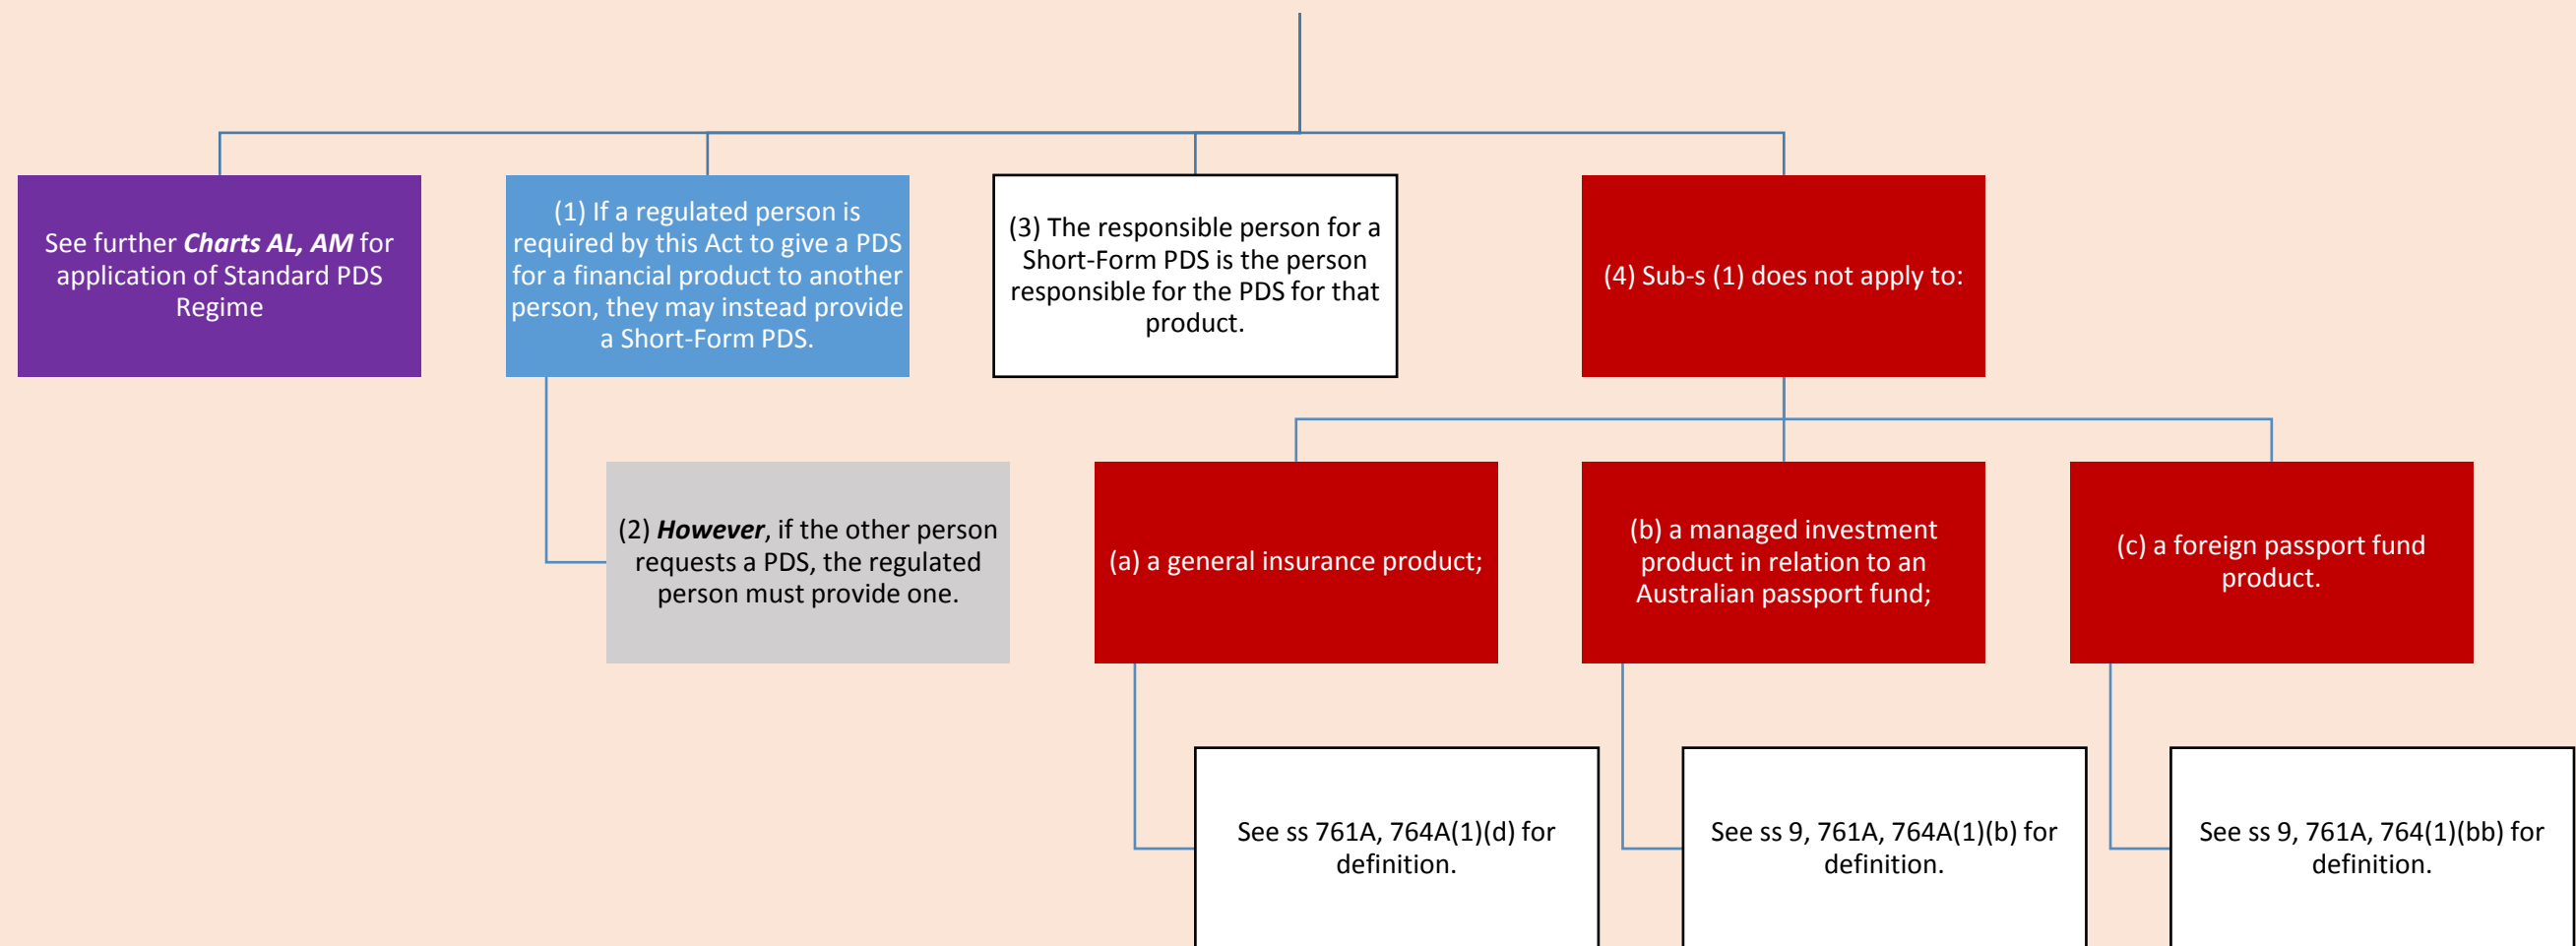 See further Charts AL, AM for
application of Standard PDS
Regime
(1) If a regulated person is
required by this Act to give a PDS
for a financial product to another
person, they may instead provide
a Short-Form PDS.
(3) The responsible person for a
Short-Form PDS is the person
responsible for the PDS for that
product.
(4) Sub-s (1) does not apply to:
(2) However, if the other person
requests a PDS, the regulated
person must provide one.
(a) a general insurance product;
(b) a managed investment
product in relation to an
Australian passport fund;
(c) a foreign passport fund
product.
See ss 761A, 764A(1)(d) for
definition.
See ss 9, 761A, 764A(1)(b) for
definition.
See ss 9, 761A, 764(1)(bb) for
definition.